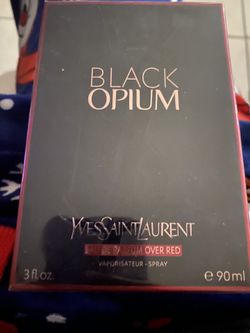 BLACK
OPIUM
YVESSAINTLAURENT
EAU DE PARFUM OVER RED
VAPORISATEUR - SPRAY
3 fl oz. e 90ml